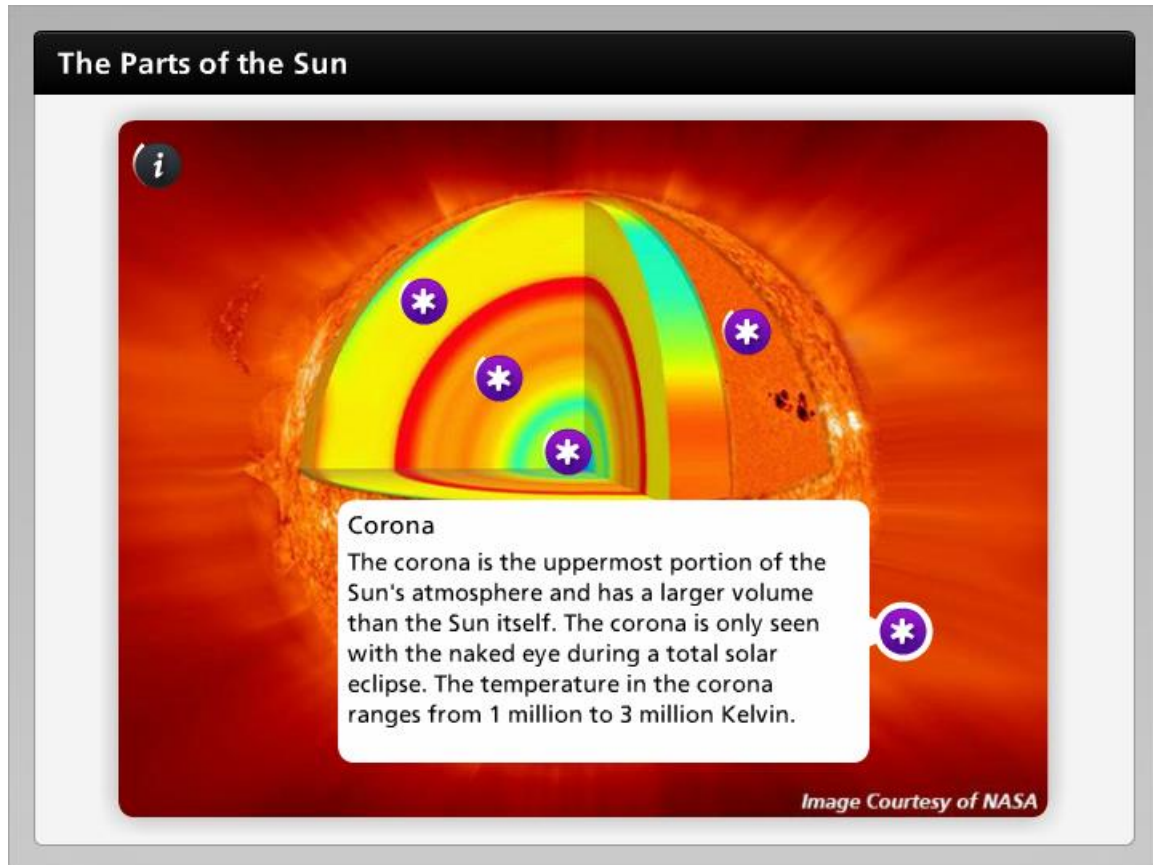 The Parts of the Sun
i
Corona
The corona is the uppermost portion of the
Sun's atmosphere and has a larger volume
than the Sun itself. The corona is only seen
with the naked eye during a total solar
eclipse. The temperature in the corona
ranges from 1 million to 3 million Kelvin.
Image Courtesy of NASA